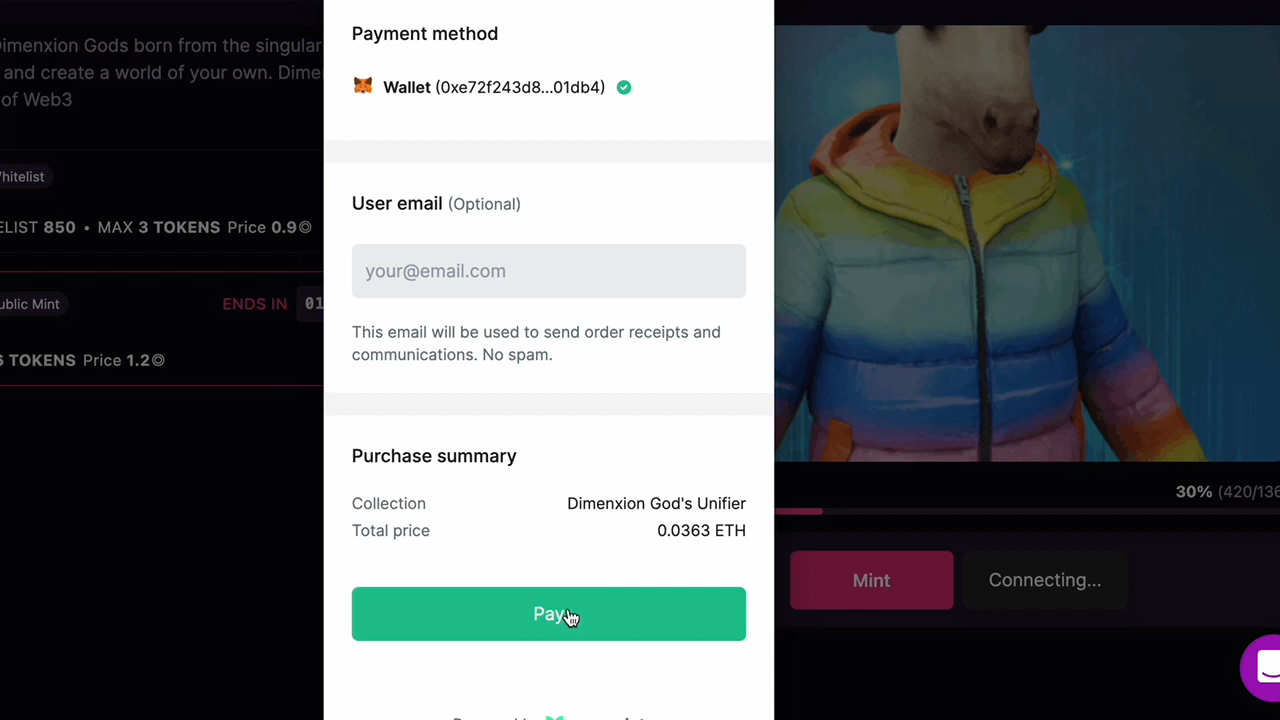 Dimenxion Gods born from the singular
and create a world of your own. Dime
of Web3
Whitelist
ELIST 850 • MAX 3 TOKENS Price 0.9
Public Mint
ENDS IN 01
6 TOKENS Price 1.2
Payment method
Wallet (0xe72f243d8...01db4)
User email (Optional)
your@email.com
This email will be used to send order receipts and
communications. No spam.
Purchase summary
Collection Dimenxion God's Unifier
Total price 0.0363 ETH
Pay
30% (420/136
Mint
Connecting...